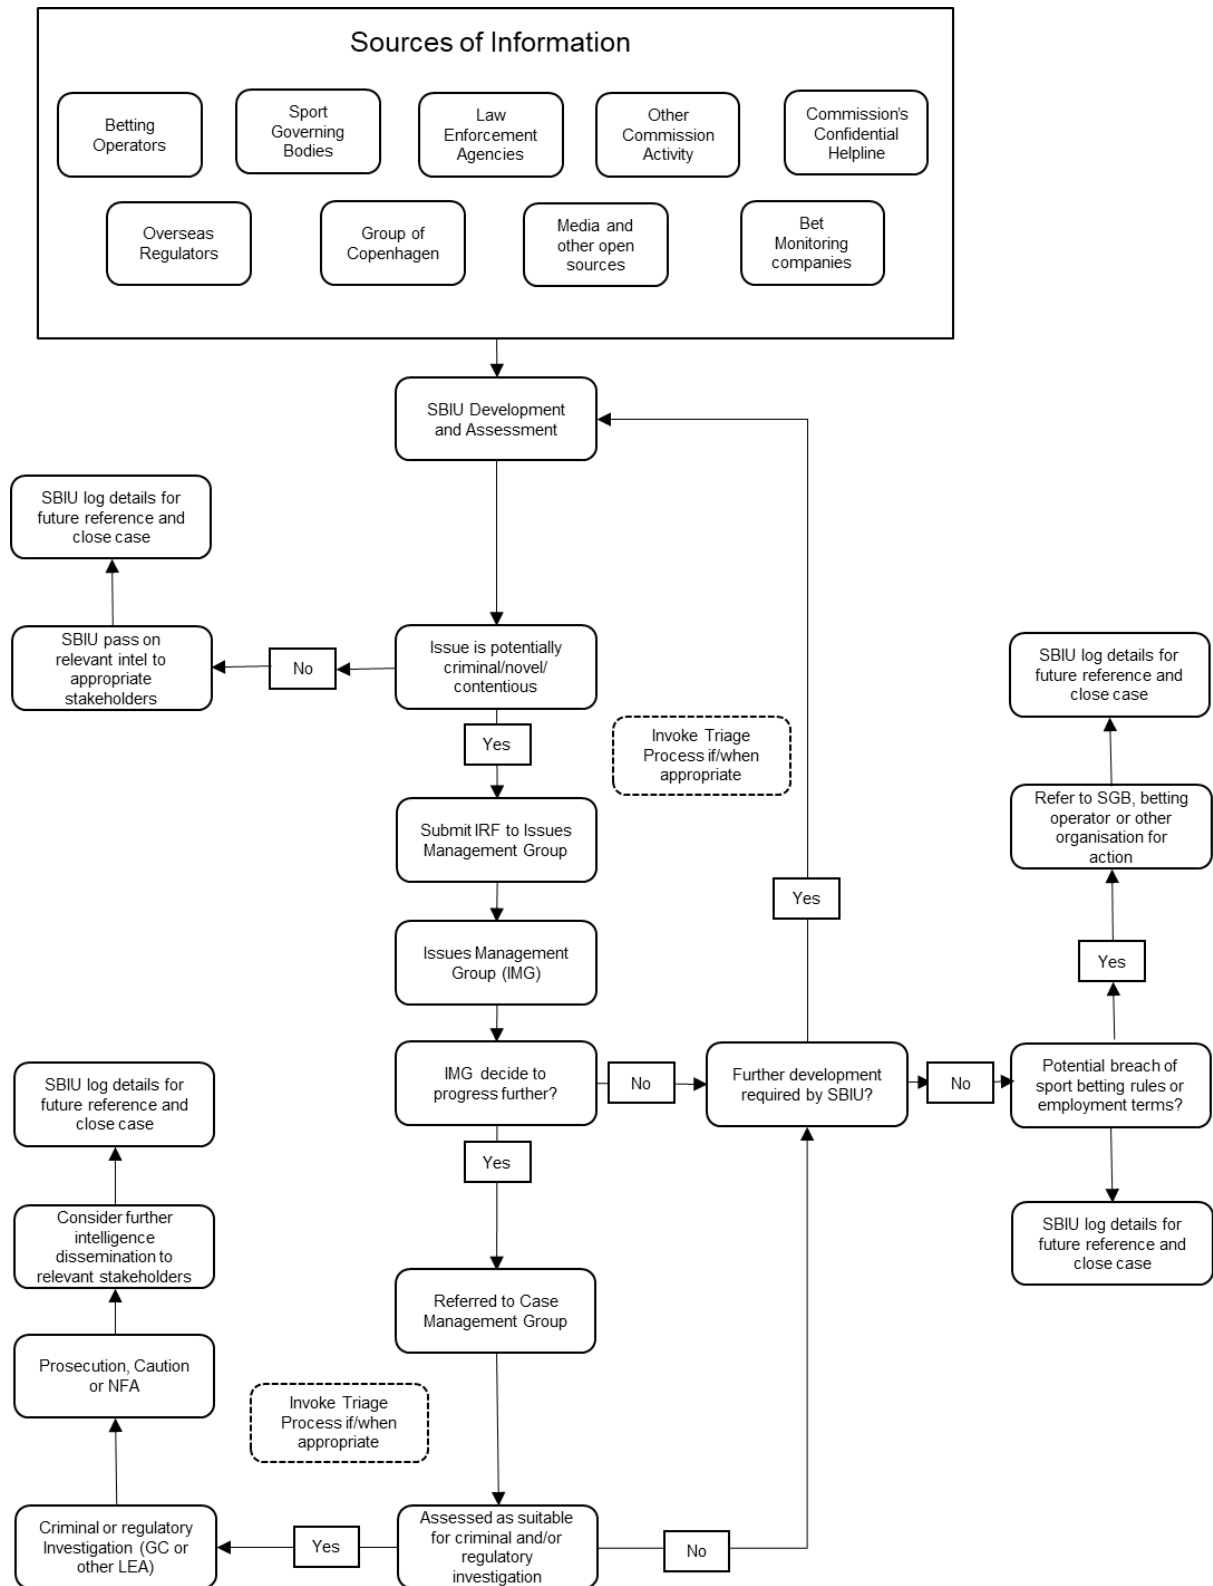 Sources of Information
Betting
Operators
Sport
Governing
Bodies
Law
Enforcement
Agencies
Other
Commission
Activity
Commission's
Confidential
Helpline
Overseas
Regulators
Group of
Copenhagen
Media and
other open
sources
Bet
Monitoring
companies
SBIU Development
and Assessment
SBIU log details for
future reference and
close case
SBIU pass on
relevant intel to
appropriate
stakeholders
No
Issue is potentially
criminal/novel/
contentious
Yes
Invoke Triage
Process if/when
appropriate
SBIU log details for
future reference and
close case
Submit IRF to Issues
Management Group
Refer to SGB, betting
operator or other
organisation for
action
Yes
Issues Management
Group (IMG)
Yes
IMG decide to
progress further?
No
Further development
required by SBIU?
No
Potential breach of
sport betting rules or
employment terms?
SBIU log details for
future reference and
close case
Yes
Consider further
intelligence
dissemination to
relevant stakeholders
SBIU log details for
future reference and
close case
Referred to Case
Management Group
Prosecution, Caution
or NFA
Invoke Triage
Process if/when
appropriate
Criminal or regulatory
Investigation (GC or
other LEA)
Yes
Assessed as suitable
for criminal and/or
regulatory
investigation
No